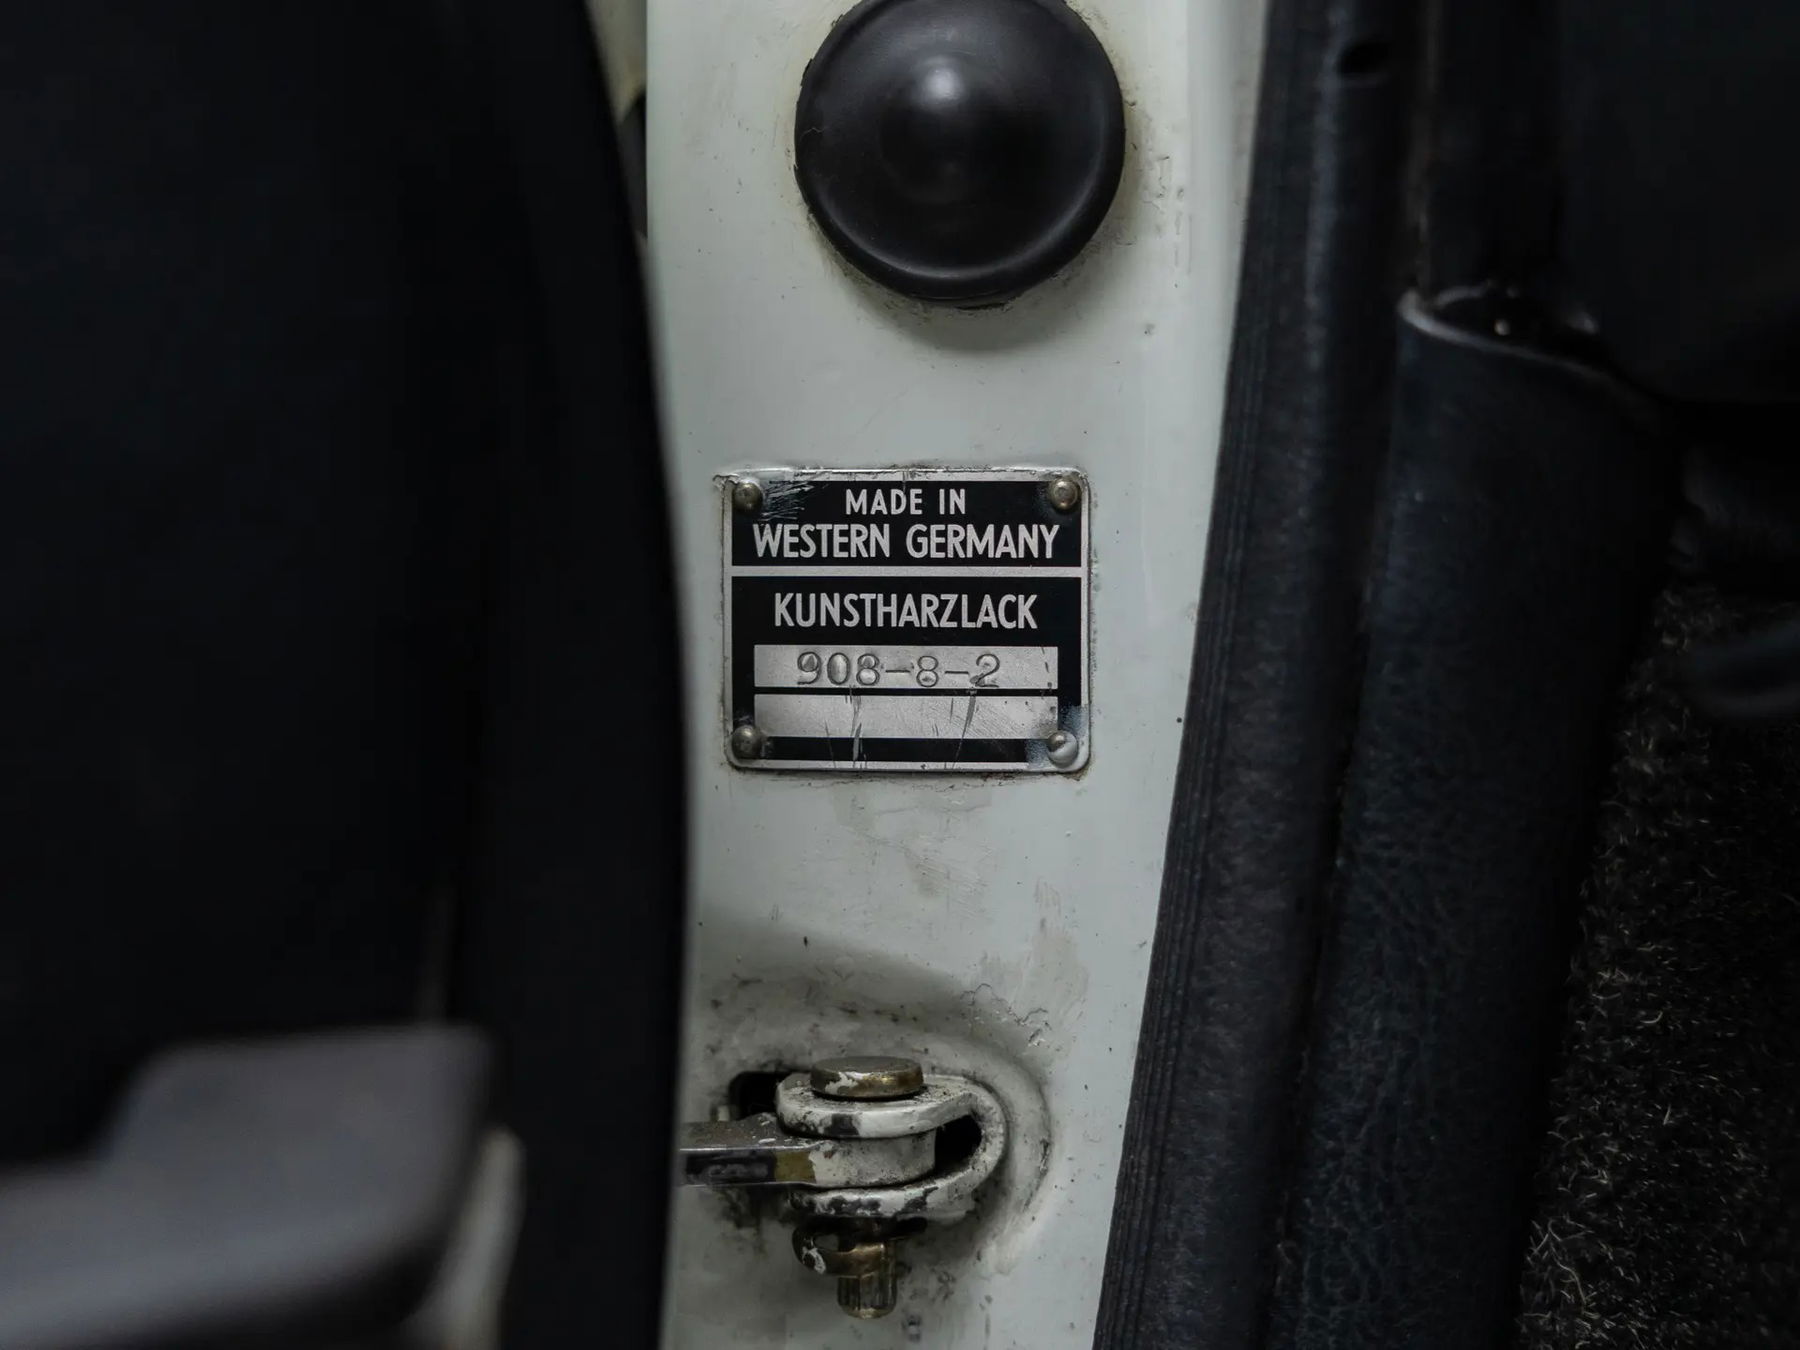 MADE IN
WESTERN GERMANY
KUNSTHARZLACK
908-8-2